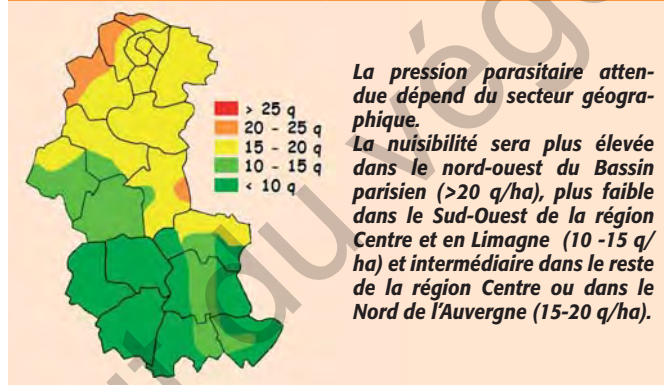 > 25 q
20 - 25 q
15 - 20 q
10 - 15 q
< 10 q
La pression parasitaire atten-
due dépend du secteur géogra-
phique.
La nuisibilité sera plus élevée
dans le nord-ouest du Bassin
parisien (>20 q/ha), plus faible
dans le Sud-Ouest de la région
Centre et en Limagne (10 -15 q/
ha) et intermédiaire dans le reste
de la région Centre ou dans le
Nord de l'Auvergne (15-20 q/ha).
t du végé